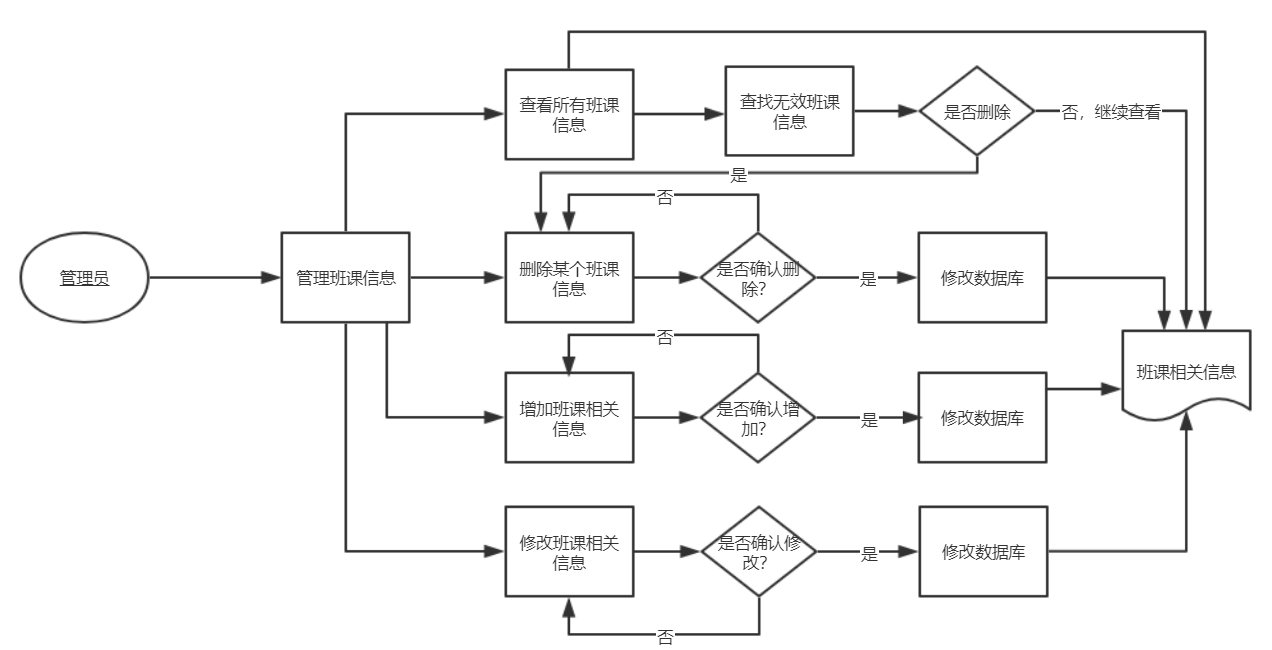 查看所有班课
信息
查找无效班课
信息
是否删除
否，继续查看
是
否
管理员
管理班课信息
删除某个班课
信息
是否确认删
除？
是
修改数据库
否
班课相关信息
增加班课相关
信息
是否确认增
加？
是
修改数据库
修改班课相关
信息
是否确认修
改？
是
修改数据库
否